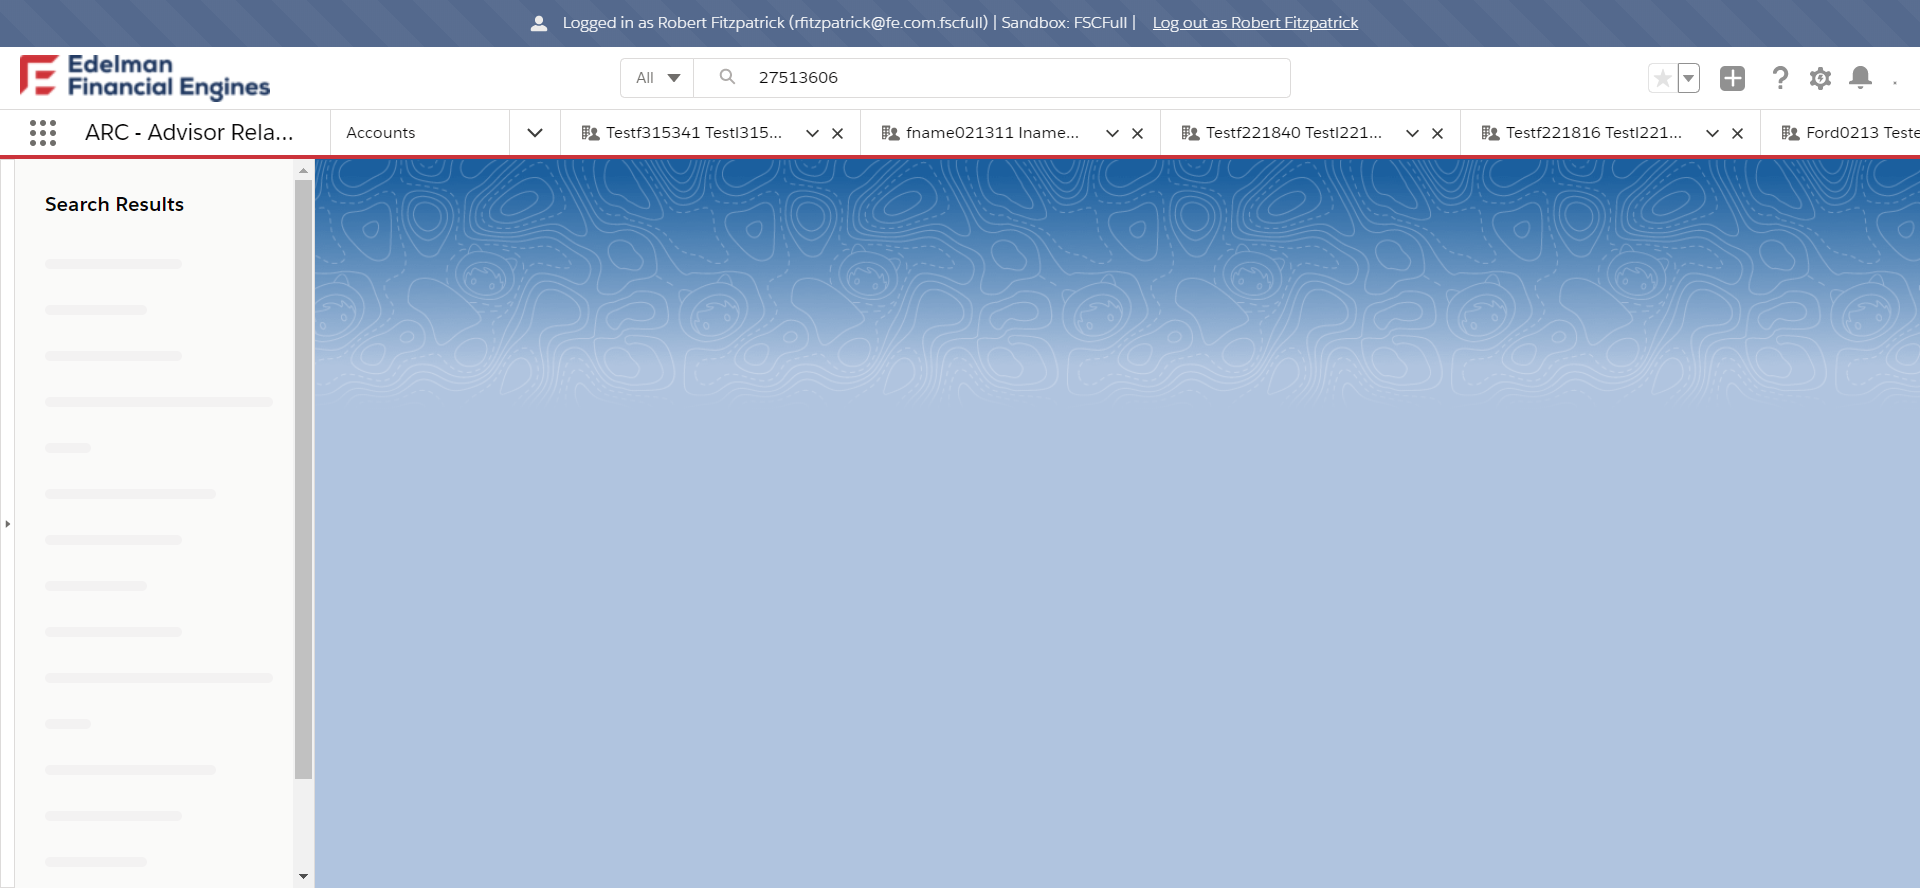 Logged in as Robert Fitzpatrick (rfitzpatrick@fe.com.fscfull) | Sandbox: FSCFull | Log out as Robert Fitzpatrick
Edelman
Financial Engines
All
27513606
ARC - Advisor Rela...
Accounts
Testf315341 Testl315...
fname021311 lname...
Testf221840 Testl221...
Testf221816 Testl221...
Ford0213 Teste
Search Results